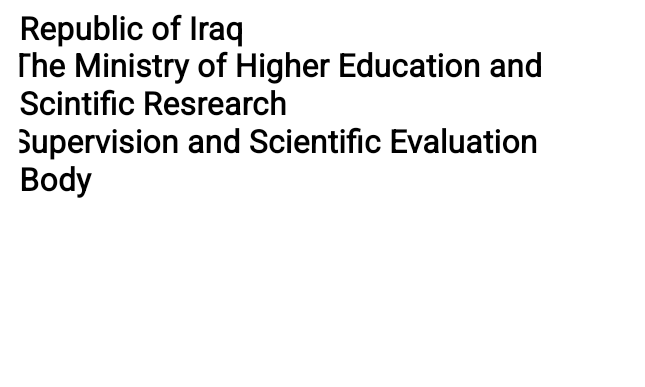 Republic of Iraq
The Ministry of Higher Education and
Scintific Resrearch
Supervision and Scientific Evaluation
Body